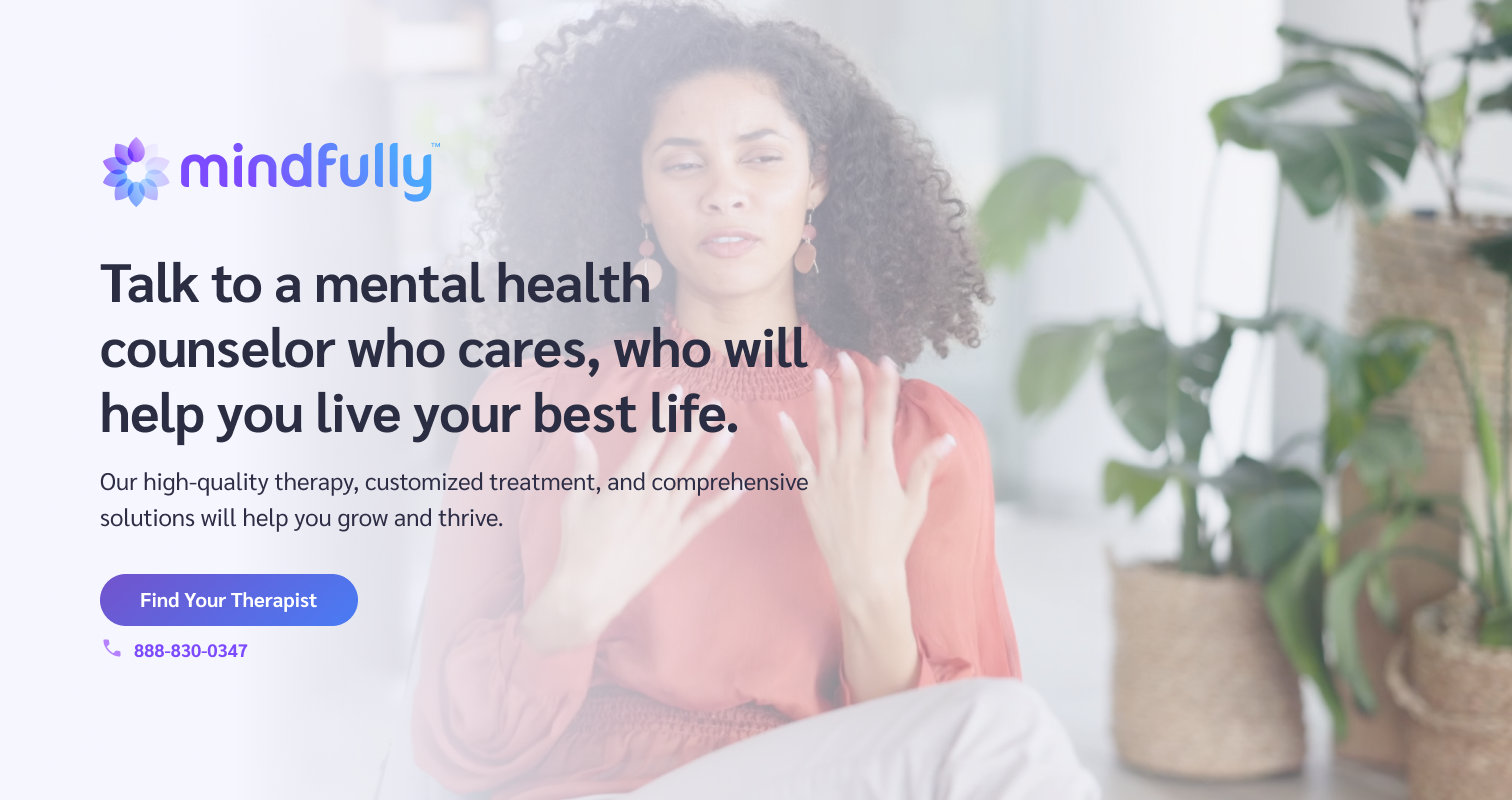 mindfully™
Talk to a mental health
counselor who cares, who will
help you live your best life.
Our high-quality therapy, customized treatment, and comprehensive
solutions will help you grow and thrive.
Find Your Therapist
888-830-0347